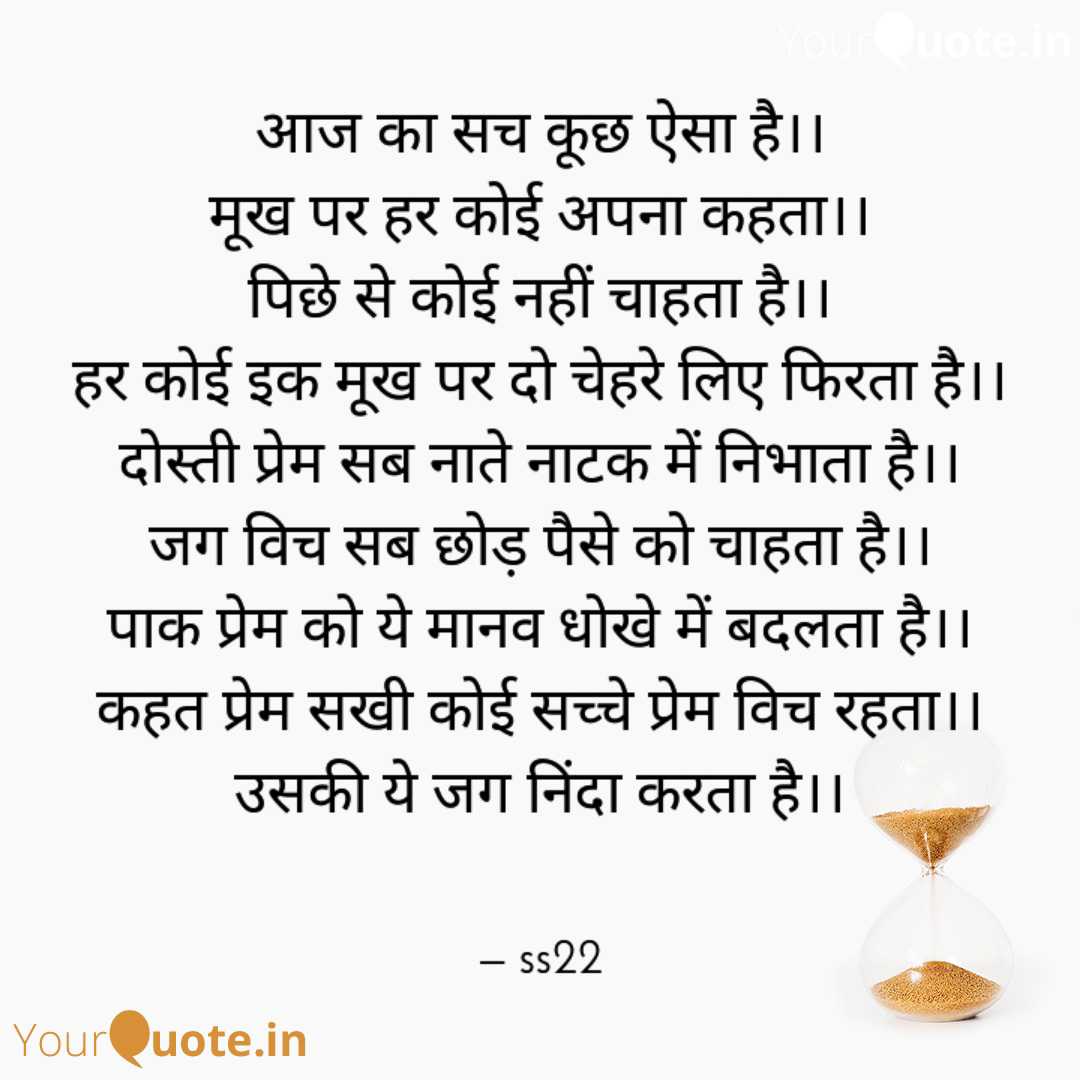 YourQuote.in
आज का सच कूछ ऐसा है।।
मूख पर हर कोई अपना कहता।।
पिछे से कोई नहीं चाहता है।।
हर कोई इक मूख पर दो चेहरे लिए फिरता है।।
दोस्ती प्रेम सब नाते नाटक में निभाता है।।
जग विच सब छोड़ पैसे को चाहता है।।
पाक प्रेम को ये मानव धोखे में बदलता है।।
कहत प्रेम सखी कोई सच्चे प्रेम विच रहता।।
उसकी ये जग निंदा करता है।।
– ss22
YourQuote.in